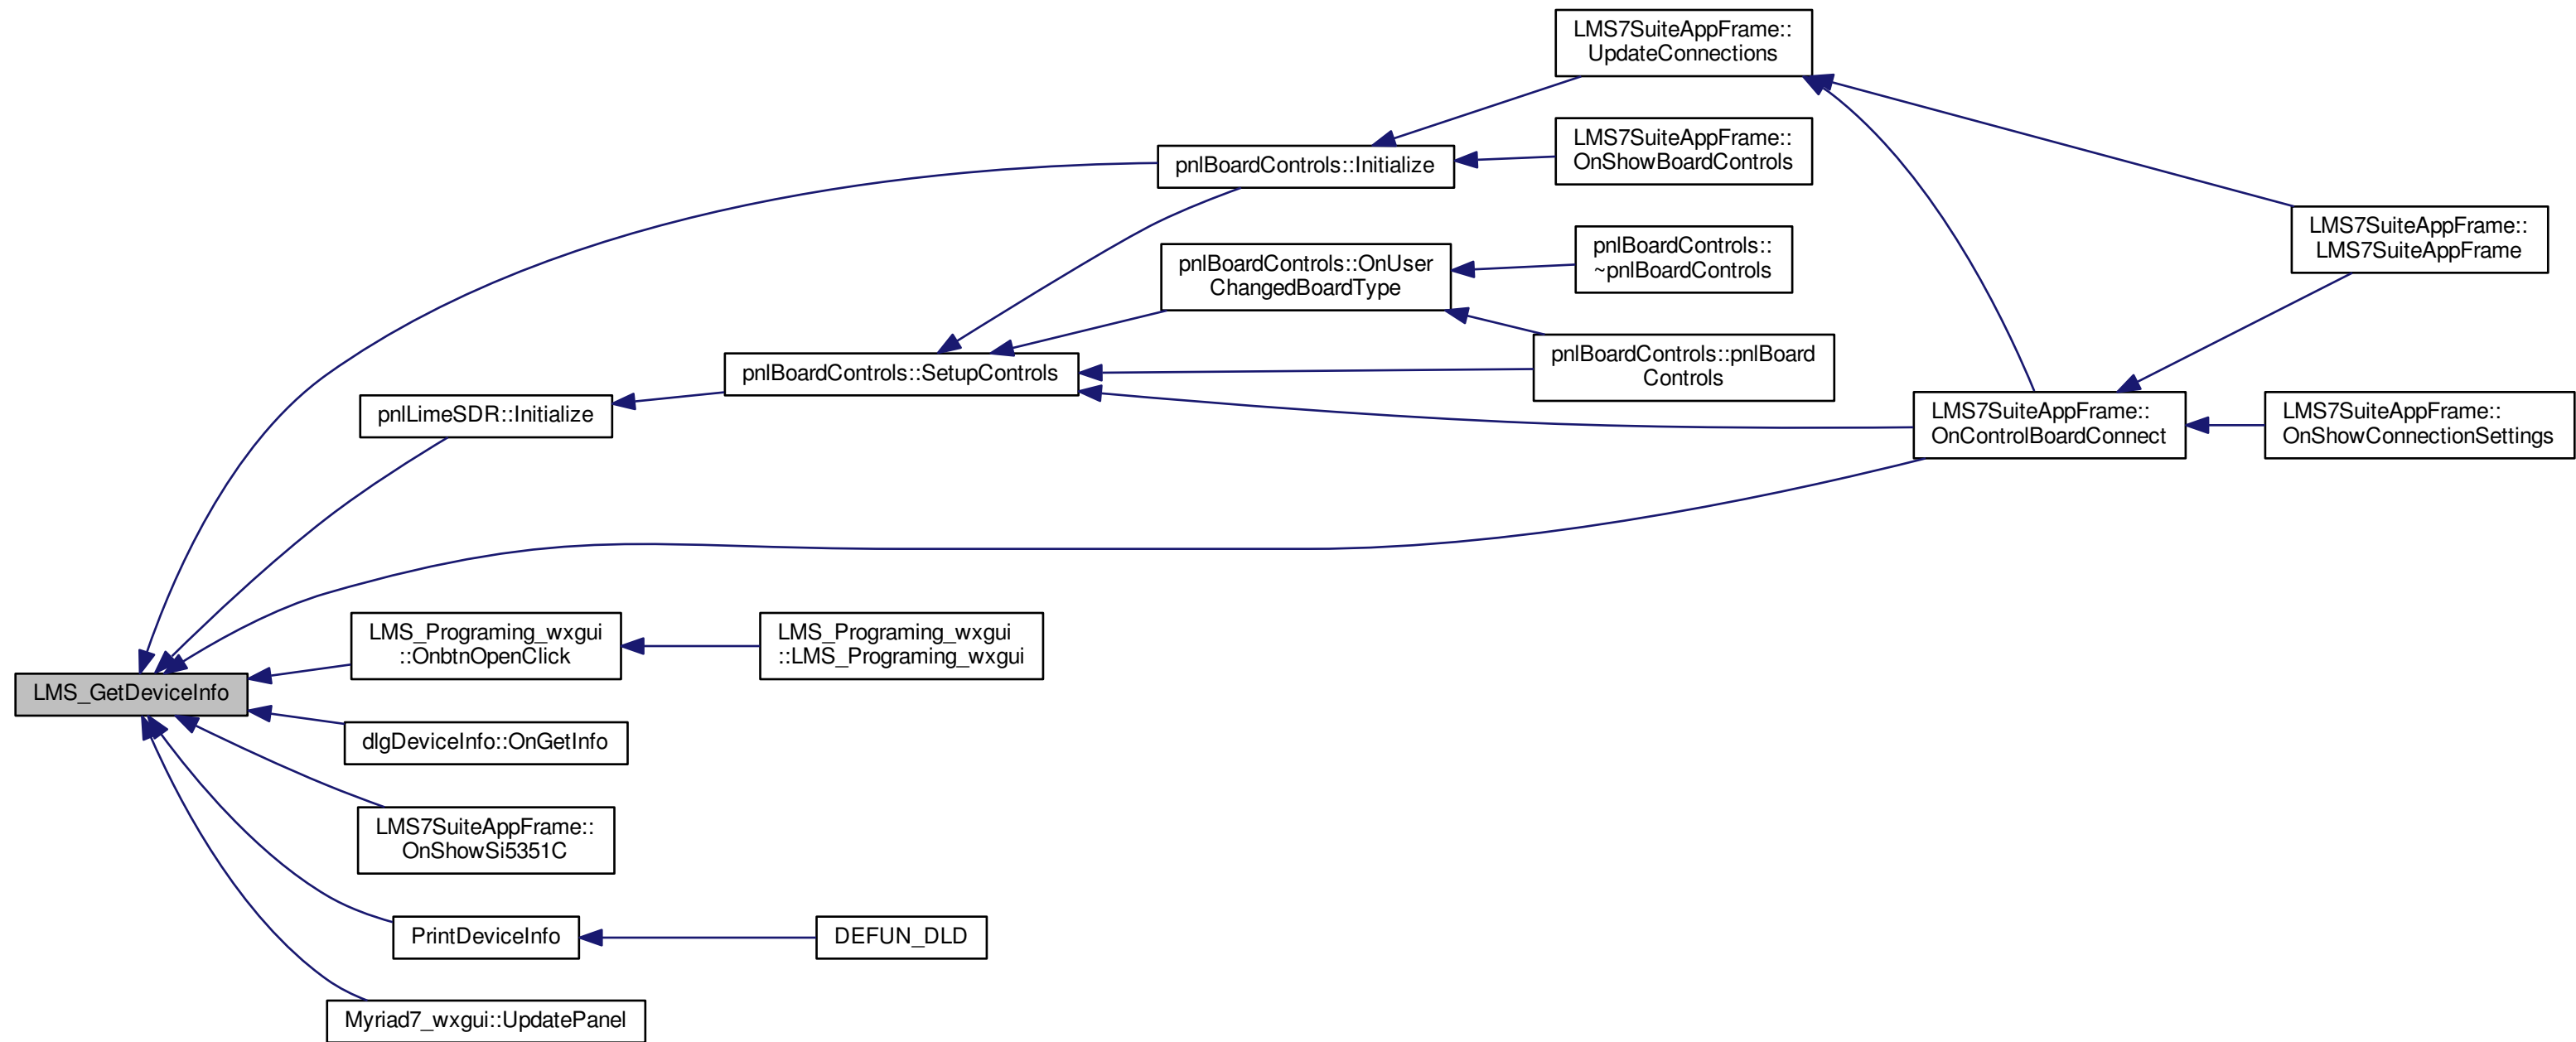 LMS7SuiteAppFrame::
UpdateConnections
LMS7SuiteAppFrame::
OnShowBoardControls
pnlBoardControls::Initialize
LMS7SuiteAppFrame::
LMS7SuiteAppFrame
pnlBoardControls::
~pnlBoardControls
pnlBoardControls::OnUser
ChangedBoardType
pnlBoardControls::pnlBoard
Controls
pnlBoardControls::SetupControls
pnlLimeSDR::Initialize
LMS7SuiteAppFrame::
OnControlBoardConnect
LMS7SuiteAppFrame::
OnShowConnectionSettings
LMS_Programing_wxgui
::OnbtnOpenClick
LMS_Programing_wxgui
::LMS_Programing_wxgui
LMS_GetDeviceInfo
dlgDeviceInfo::OnGetInfo
LMS7SuiteAppFrame::
OnShowSi5351C
PrintDeviceInfo
DEFUN_DLD
Myriad7_wxgui::UpdatePanel